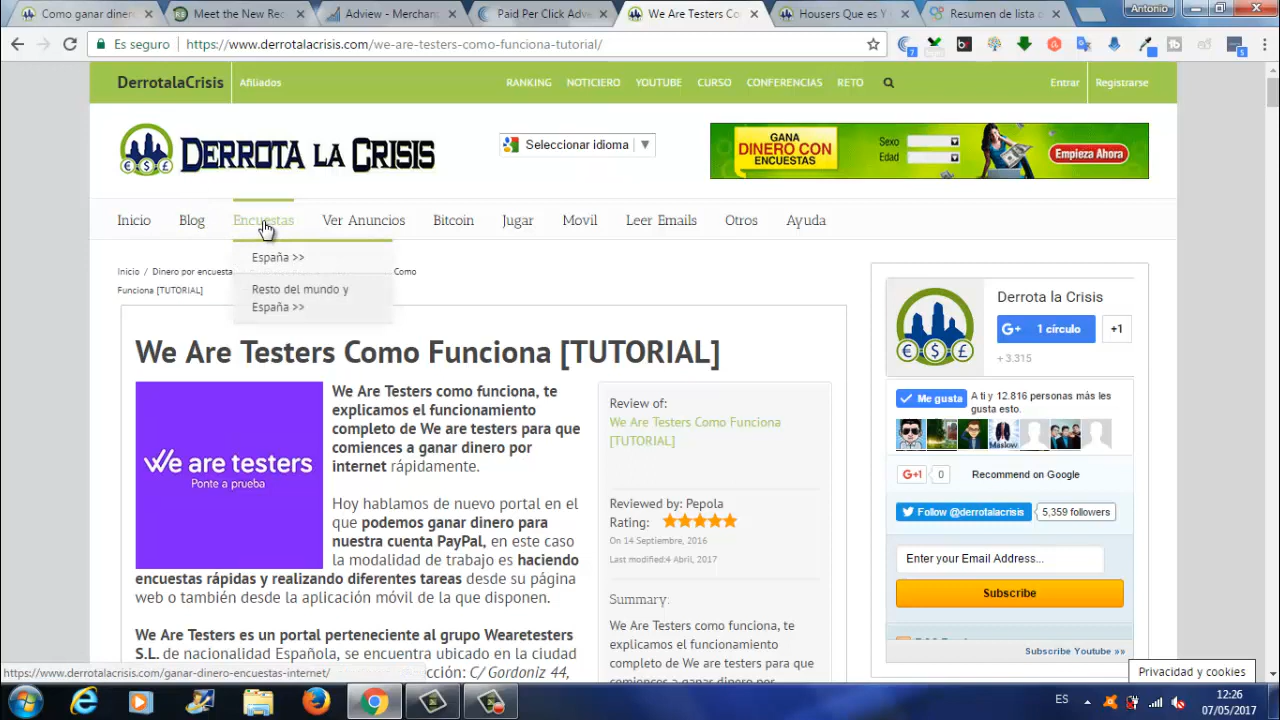 Como ganar dinero
Meet the New Rec
Adview - Merchan
Paid Per Click Adve
We Are Testers Co
Housers Que es Y
Resumen de lista d
Antonio
Es seguro
https://www.derrotalacrisis.com/we-are-testers-como-funciona-tutorial/
DerrotalaCrisis
Afiliados
RANKING
NOTICIERO
YOUTUBE
CURSO
CONFERENCIAS
RETO
Entrar
Registrarse
DERROTA LA CRISIS
Seleccionar idioma
GANA
DINERO CON
ENCUESTAS
Sexo
Edad
Empieza Ahora
Inicio
Blog
Encuestas
Ver Anuncios
Bitcoin
Jugar
Movil
Leer Emails
Otros
Ayuda
España >>
Resto del mundo y
España >>
Inicio / Dinero por encuesta
Como
Funciona [TUTORIAL]
We Are Testers Como Funciona [TUTORIAL]
We are testers
Ponte a prueba
We Are Testers como funciona, te
explicamos el funcionamiento
completo de We are testers para que
comiences a ganar dinero por
internet rápidamente.
Hoy hablamos de nuevo portal en el
que podemos ganar dinero para
nuestra cuenta PayPal, en este caso
la modalidad de trabajo es haciendo
encuestas rápidas y realizando diferentes tareas desde su página
web o también desde la aplicación móvil de la que disponen.
We Are Testers es un portal perteneciente al grupo Wearetesters
S.L. de nacionalidad Española, se encuentra ubicado en la ciudad
cción: C/ Gordoniz 44,
Review of:
We Are Testers Como Funciona
[TUTORIAL]
Reviewed by: Pepola
Rating:
On 14 Septiembre, 2016
Last modified:4 Abril, 2017
Summary:
We Are Testers como funciona, te
explicamos el funcionamiento
completo de We are testers para
que comiences a ganar dinero por
Derrota la Crisis
G+ 1 círculo
+1
+ 3.315
Me gusta
A ti y 12.816 personas más les
gusta esto.
G+1
0
Recommend on Google
Follow @derrotalacrisis
5,359 followers
Enter your Email Address...
Subscribe
Subscribe Youtube »»
Privacidad y cookies
https://www.derrotalacrisis.com/ganar-dinero-encuestas-internet/
ES
12:26
07/05/2017